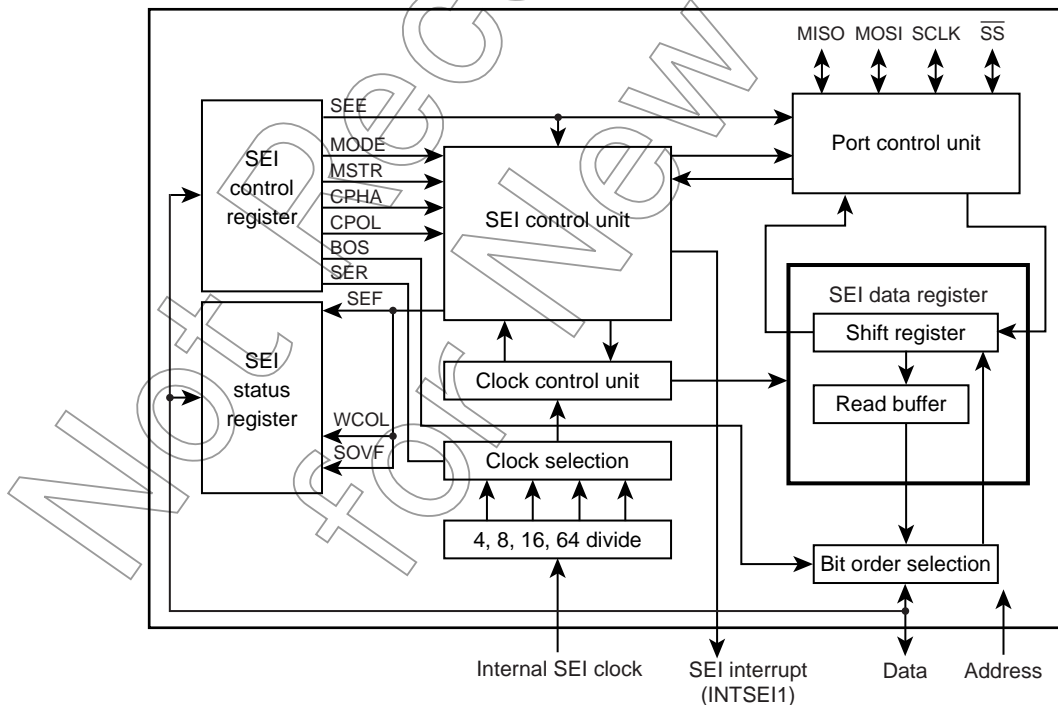 MISO MOSI SCLK SS
SEE
MODE
MSTR
CPHA
CPOL
BOS
SER
SEI
control
register
SEI control unit
Port control unit
SEF
SEI
status
register
WCOL
SOVF
SEI data register
Shift register
Read buffer
Clock control unit
Clock selection
4, 8, 16, 64 divide
Bit order selection
Internal SEI clock
SEI interrupt
(INTSEI1)
Data
Address
Not Rec
for New